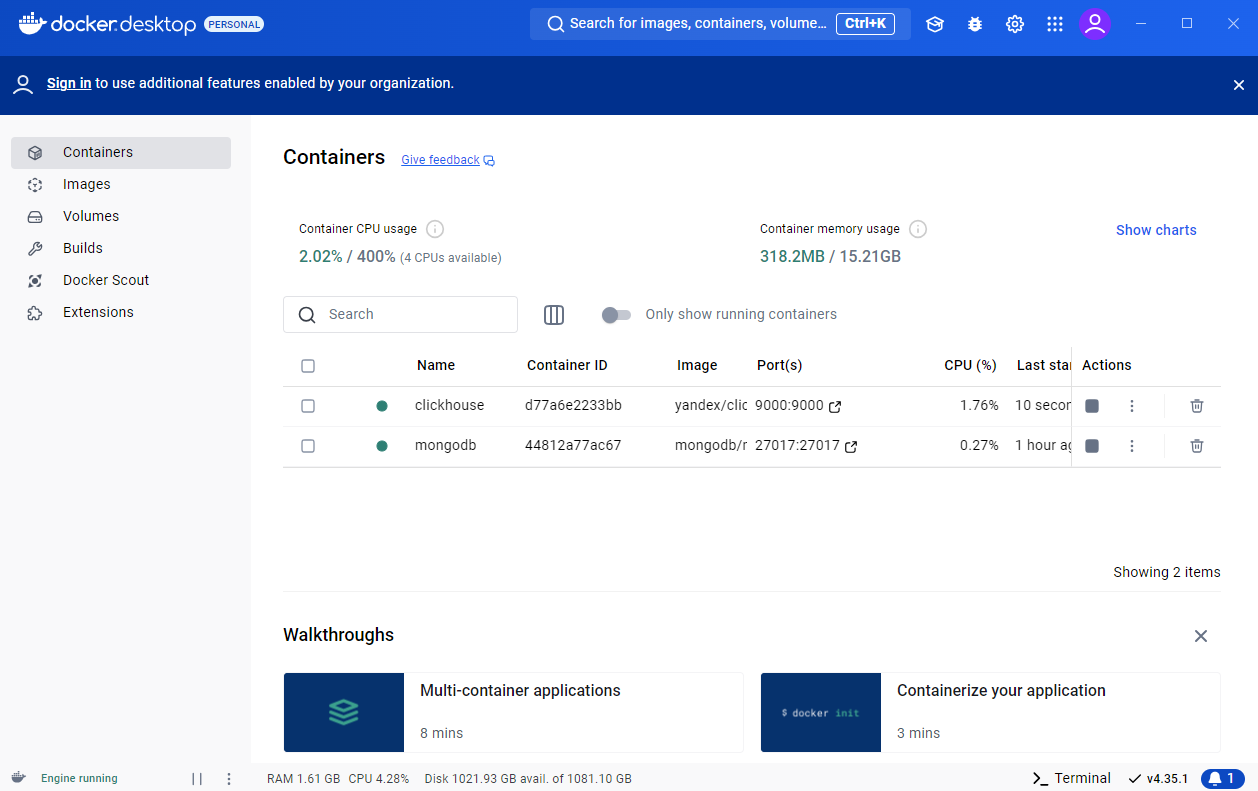 docker.desktop PERSONAL
Search for images, containers, volume... Ctrl+K
Sign in to use additional features enabled by your organization.
Containers
Images
Volumes
Builds
Docker Scout
Extensions
Containers Give feedback
Container CPU usage
2.02% / 400% (4 CPUs available)
Container memory usage
318.2MB / 15.21GB
Show charts
Search
Only show running containers
Name Container ID Image Port(s) CPU (%) Last star Actions
clickhouse d77a6e2233bb yandex/clic 9000:9000 1.76% 10 secon
mongodb 44812a77ac67 mongodb/r 27017:27017 0.27% 1 hour ag
Showing 2 items
Walkthroughs
Multi-container applications
8 mins
$ docker init
Containerize your application
3 mins
Engine running RAM 1.61 GB CPU 4.28% Disk 1021.93 GB avail. of 1081.10 GB Terminal v4.35.1 1